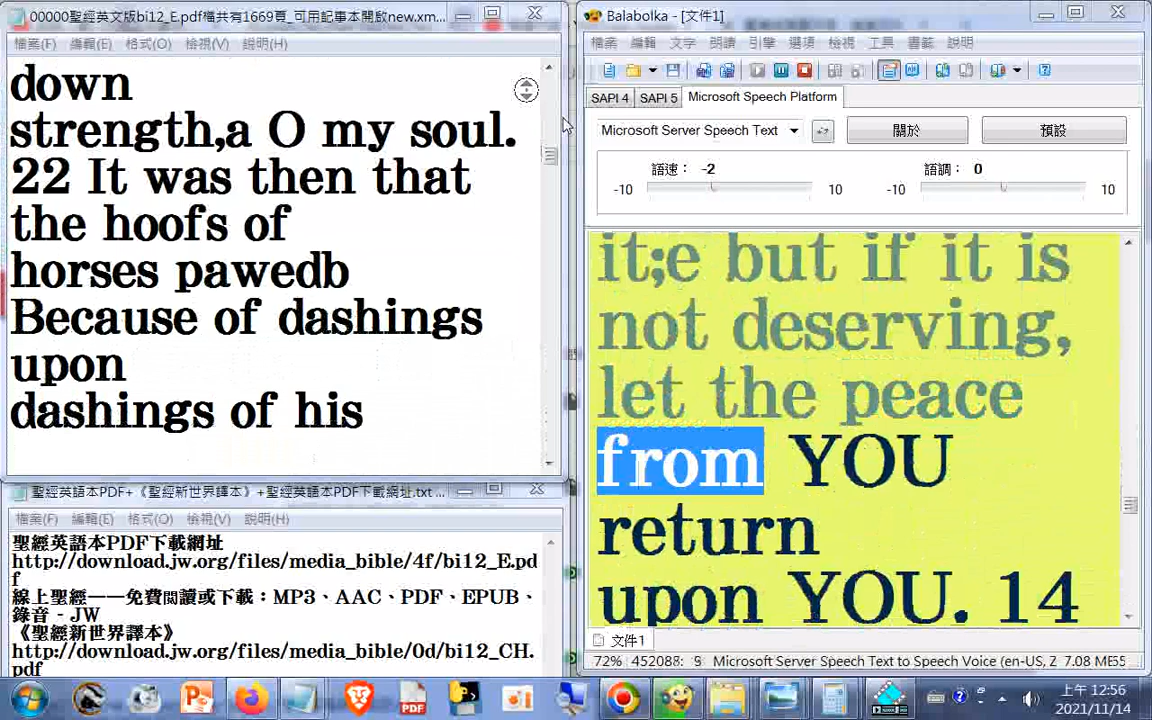 00000聖經英文版bi12_E.pdf檔共有1669頁_可用記事本開啟new.xm...
檔案(F) 編輯(E) 格式(O) 檢視(V) 說明(H)
down
strength,a O my soul.
22 It was then that
the hoofs of
horses pawedb
Because of dashings
upon
dashings of his
聖經英語本PDF+《聖經新世界譯本》+聖經英語本PDF下載網址.txt ...
檔案(F) 編輯(E) 格式(O) 檢視(V) 說明(H)
聖經英語本PDF下載網址
http://download.jw.org/files/media_bible/4f/bi12_E.pd
f
線上聖經——免費閱讀或下載：MP3、AAC、PDF、EPUB、
錄音 - JW
《聖經新世界譯本》
http://download.jw.org/files/media_bible/0d/bi12_CH.
pdf
Balabolka - [文件1]
檔案 編輯 文字 朗讀 引擎 選項 檢視 工具 書籤 說明
SAPI 4 SAPI 5 Microsoft Speech Platform
Microsoft Server Speech Text 關於 預設
語速： -2 語調： 0
-10 10 -10 10
it;e but if it is
not deserving,
let the peace
from YOU
return
upon YOU. 14
文件1
72% 452088: Microsoft Server Speech Text to Speech Voice (en-US, Z 7.08 ME
PDF
上午 12:56
2021/11/14